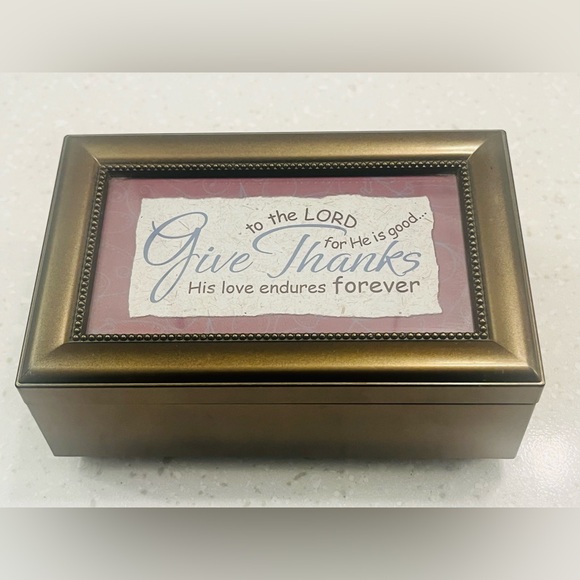 to the LORD
for He is good...
Give Thanks
His love endures forever